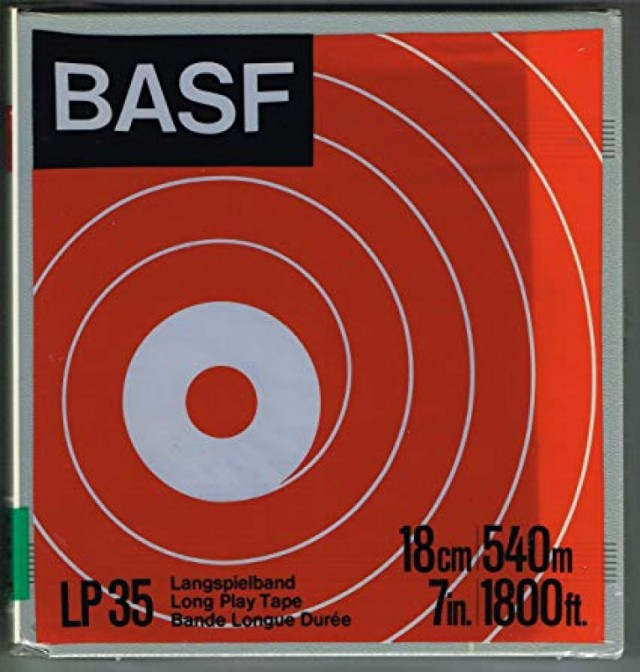 BASF
18cm 540m
7in. 1800ft.
LP 35
Langspielband
Long Play Tape
Bande Longue Durée